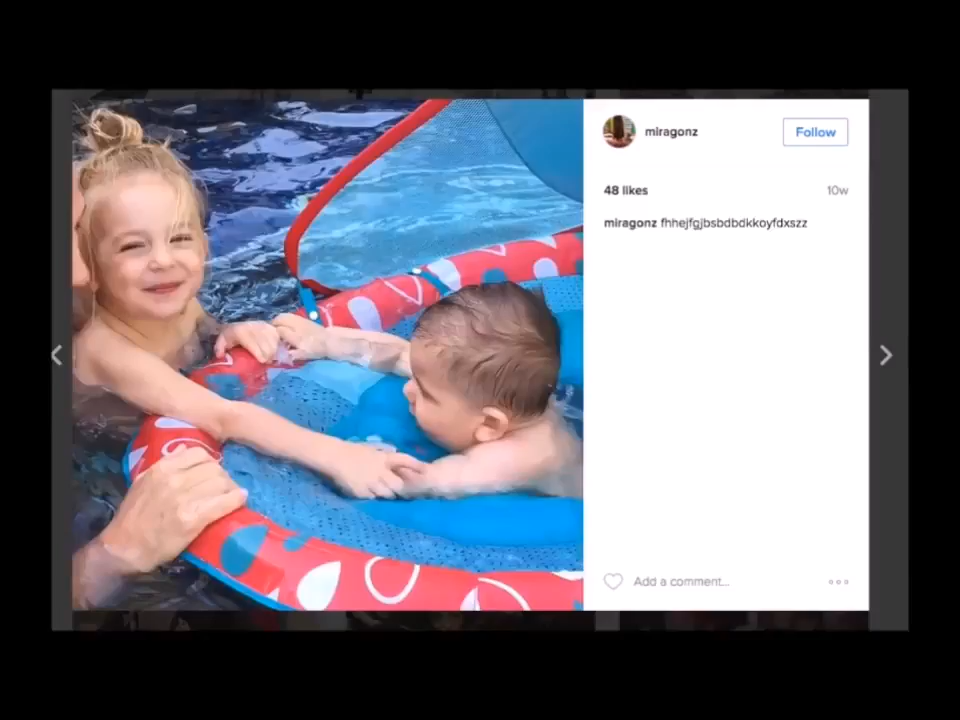 miragonz
Follow
48 likes
10w
miragonz fhhejfgjbsbdbdkkoyfdxszz
Add a comment...